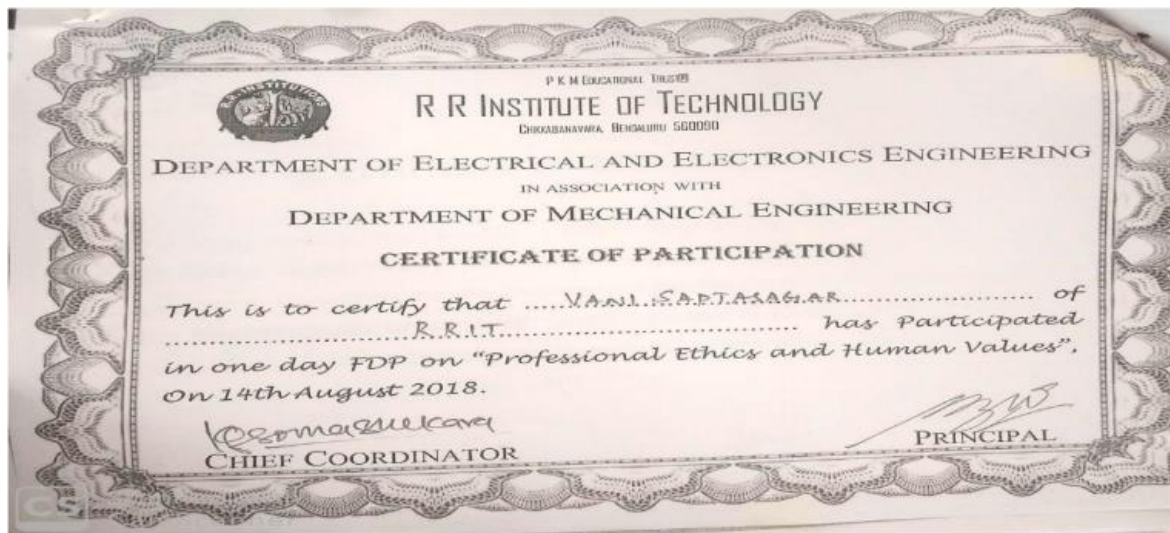 P K M EDUCATIONAL TRUST®
R R INSTITUTE OF TECHNOLOGY
CHIKKABANAVARA, BENGALURU 560090
DEPARTMENT OF ELECTRICAL AND ELECTRONICS ENGINEERING
IN ASSOCIATION WITH
DEPARTMENT OF MECHANICAL ENGINEERING
CERTIFICATE OF PARTICIPATION
This is to certify that ....VANI SAPTASAGAR.......................... of
.............................R.R.I.T........................................ has Participated
in one day FDP on “Professional Ethics and Human Values”,
On 14th August 2018.
CHIEF COORDINATOR
PRINCIPAL
CS